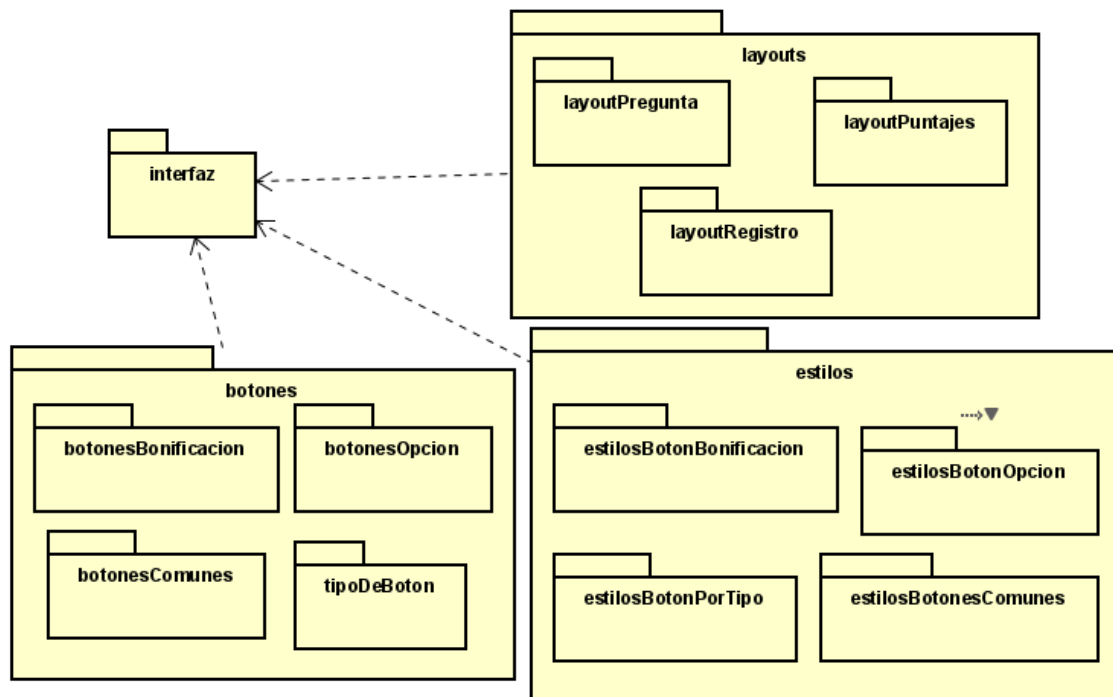 layouts
layoutPregunta
layoutPuntajes
interfaz
layoutRegistro
botones
botonesBonificacion
botonesOpcion
botonesComunes
tipoDeBoton
estilos
estilosBotonBonificacion
estilosBotonOpcion
estilosBotonPorTipo
estilosBotonesComunes